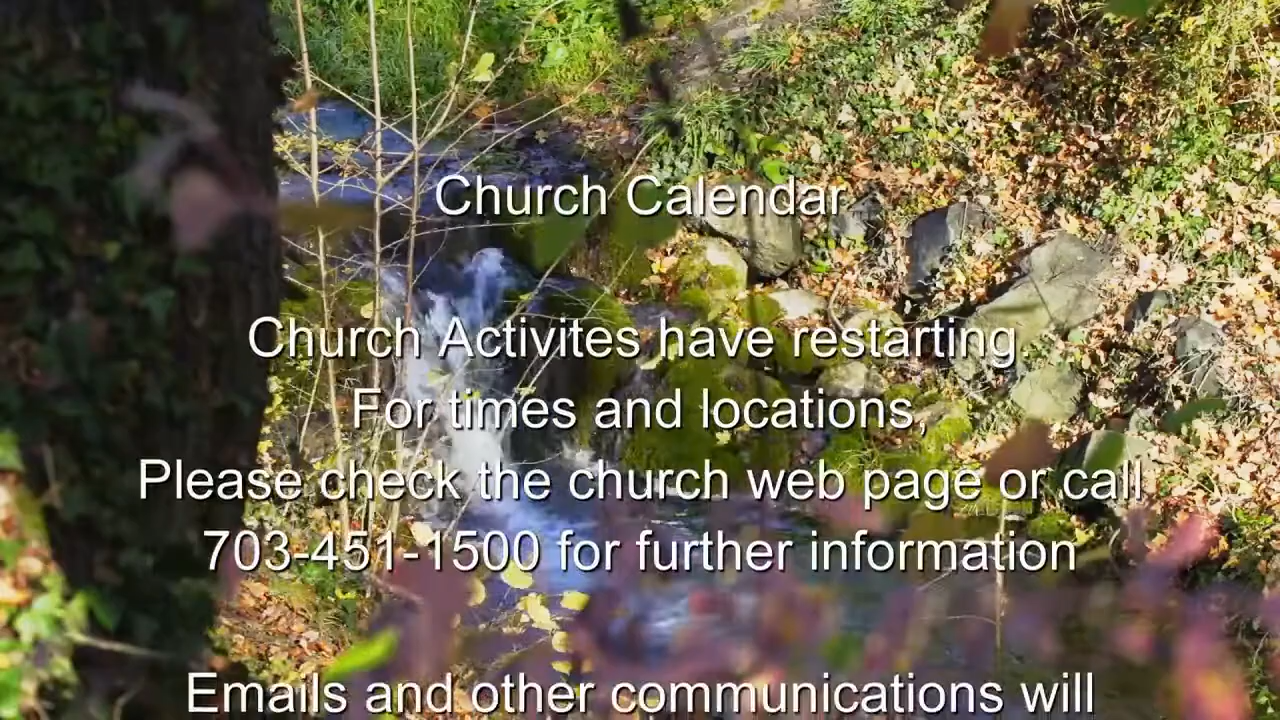 Church Calendar
Church Activites have restarting.
For times and locations,
Please check the church web page or call
703-451-1500 for further information
Emails and other communications will